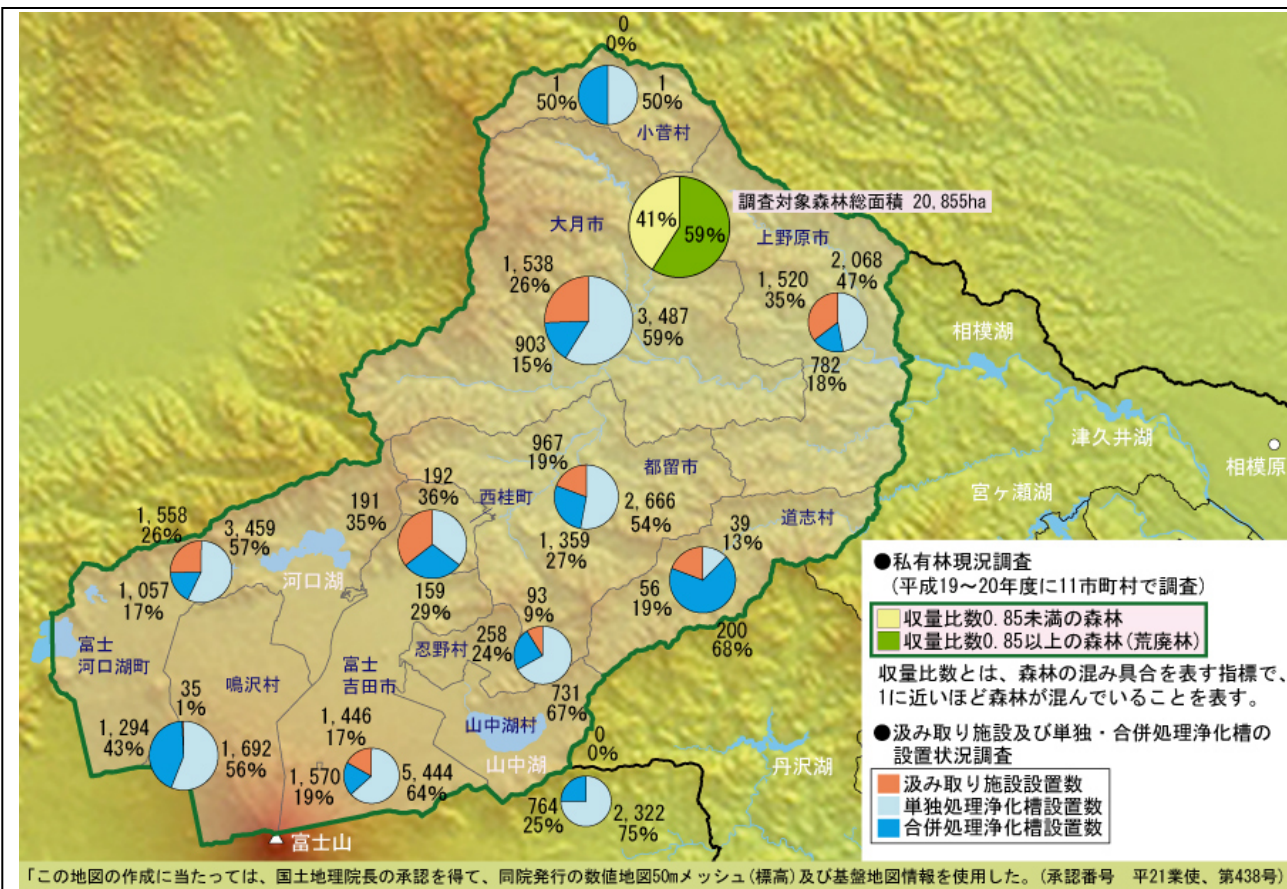 0
0%
1
50%
1
50%
小菅村
調査対象森林総面積 20,855ha
41%
59%
大月市
上野原市
1,538
26%
3,487
59%
903
15%
1,520
35%
2,068
47%
782
18%
相模湖
津久井湖
相模原
宮ヶ瀬湖
967
19%
都留市
2,666
54%
1,359
27%
192
36%
西桂町
191
35%
159
29%
道志村
39
13%
56
19%
200
68%
1,558
26%
3,459
57%
1,057
17%
河口湖
富士
河口湖町
鳴沢村
富士
吉田市
忍野村
93
9%
258
24%
731
67%
山中湖村
山中湖
35
1%
1,294
43%
1,692
56%
1,446
17%
1,570
19%
5,444
64%
0
0%
764
25%
2,322
75%
丹沢湖
富士山
●私有林現況調査
(平成19～20年度に11市町村で調査)
収量比数0.85未満の森林
収量比数0.85以上の森林(荒廃林)
収量比数とは、森林の混み具合を表す指標で、
1に近いほど森林が混んでいることを表す。
●汲み取り施設及び単独・合併処理浄化槽の
設置状況調査
汲み取り施設設置数
単独処理浄化槽設置数
合併処理浄化槽設置数
「この地図の作成に当たっては、国土地理院長の承認を得て、同院発行の数値地図50mメッシュ(標高)及び基盤地図情報を使用した。(承認番号 平21業使、第438号)